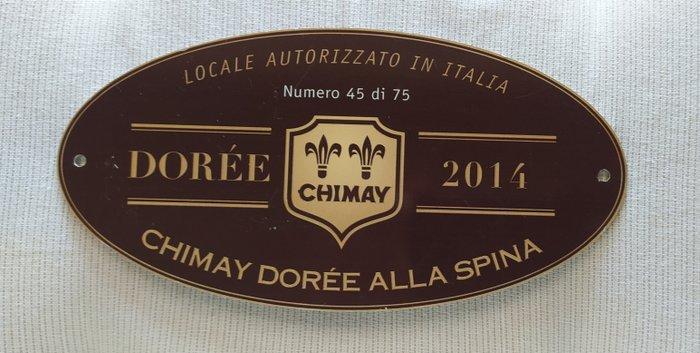 LOCALE AUTORIZZATO IN ITALIA
Numero 45 di 75
DORÉE
CHIMAY
2014
CHIMAY DORÉE ALLA SPINA